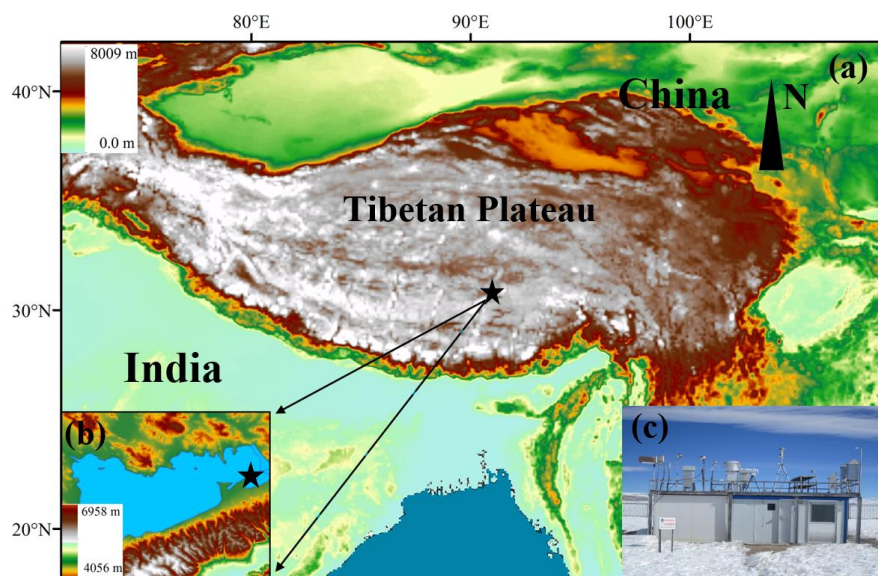 80°E
90°E
100°E
8009 m
(a)
40°N
China
N
0.0 m
Tibetan Plateau
30°N
India
(b)
(c)
6958 m
20°N
4056 m